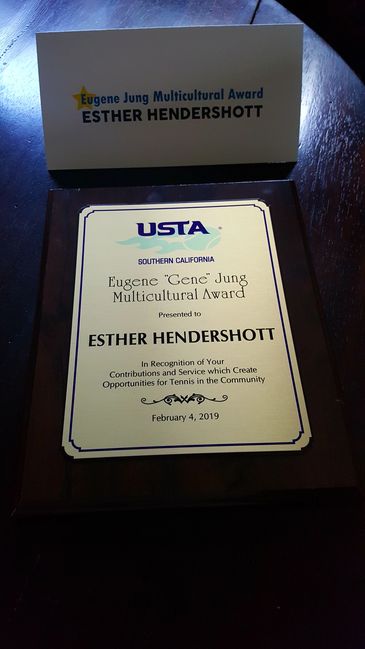 Eugene Jung Multicultural Award
ESTHER HENDERSHOTT
USTA
SOUTHERN CALIFORNIA
Eugene "Gene" Jung
Multicultural Award
Presented to
ESTHER HENDERSHOTT
In Recognition of Your
Contributions and Service which Create
Opportunities for Tennis in the Community
February 4, 2019